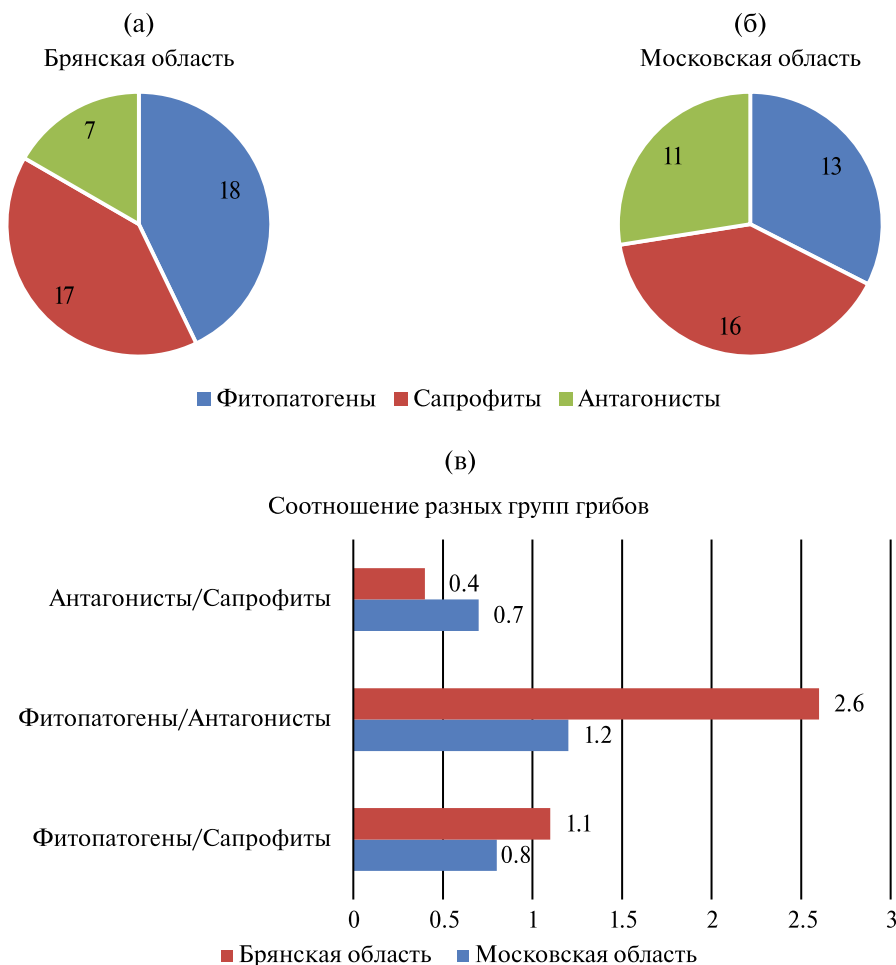 (а)
Брянская область
7
18
17
(б)
Московская область
11
13
16
Фитопатогены Сапрофиты Антагонисты
(в)
Соотношение разных групп грибов
Антагонисты/Сапрофиты
0.4
0.7
Фитопатогены/Антагонисты
2.6
1.2
Фитопатогены/Сапрофиты
1.1
0.8
0 0.5 1 1.5 2 2.5 3
Брянская область Московская область